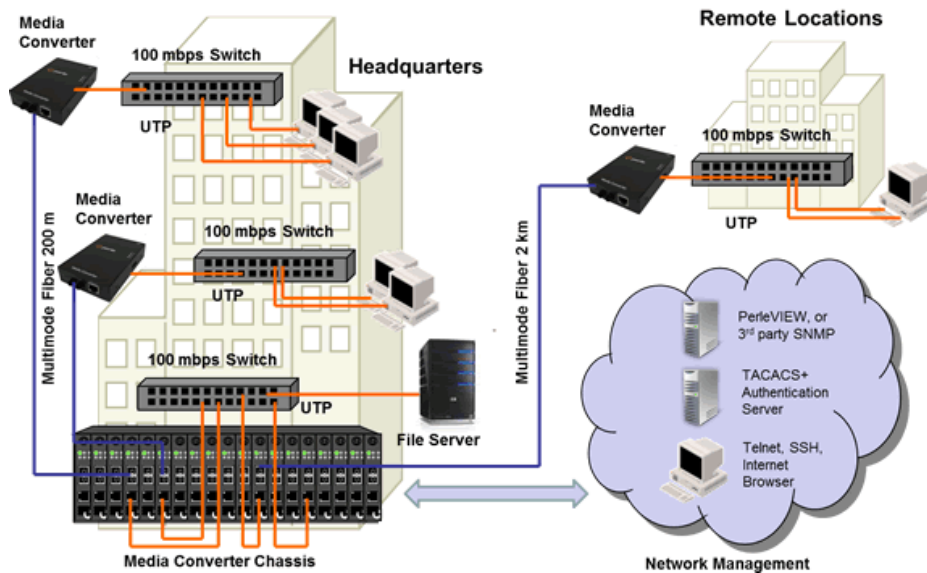 Media
Converter
100 mbps Switch
Headquarters
UTP
Media
Converter
100 mbps Switch
UTP
Multimode Fiber 200 m
100 mbps Switch
UTP
File Server
Media Converter Chassis
Multimode Fiber 2 km
Remote Locations
Media
Converter
100 mbps Switch
UTP
PerleVIEW, or
3rd party SNMP
TACACS+
Authentication
Server
Telnet, SSH,
Internet
Browser
Network Management